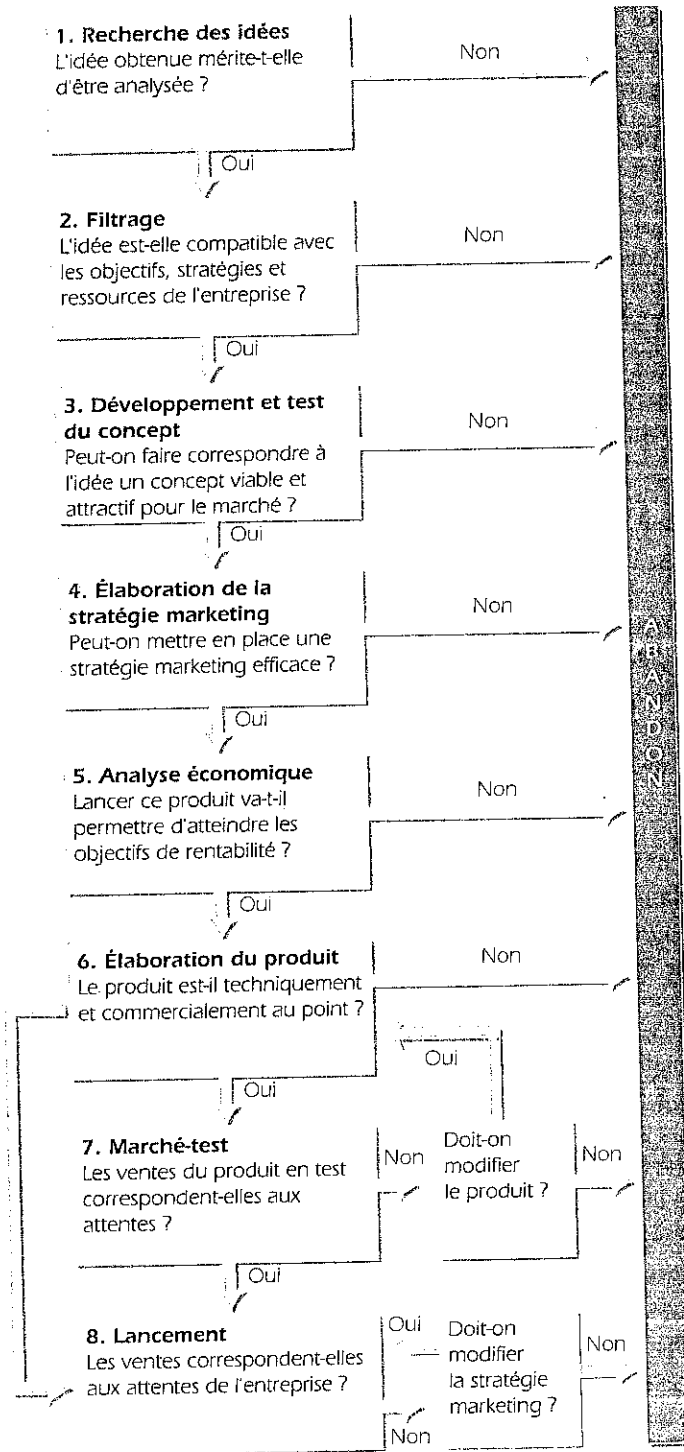 1. Recherche des idées
L'idée obtenue mérite-t-elle
d'être analysée ?
Non
Oui
2. Filtrage
L'idée est-elle compatible avec
les objectifs, stratégies et
ressources de l'entreprise ?
Non
Oui
3. Développement et test
du concept
Peut-on faire correspondre à
l'idée un concept viable et
attractif pour le marché ?
Non
Oui
4. Élaboration de la
stratégie marketing
Peut-on mettre en place une
stratégie marketing efficace ?
Non
Oui
5. Analyse économique
Lancer ce produit va-t-il
permettre d'atteindre les
objectifs de rentabilité ?
Non
Oui
6. Élaboration du produit
Le produit est-il techniquement
et commercialement au point ?
Non
Oui
Oui
7. Marché-test
Les ventes du produit en test
correspondent-elles aux
attentes ?
Non
Doit-on
modifier
le produit ?
Non
Oui
8. Lancement
Les ventes correspondent-elles
aux attentes de l'entreprise ?
Oui
Non
Doit-on
modifier
la stratégie
marketing ?
Non
ABANDON